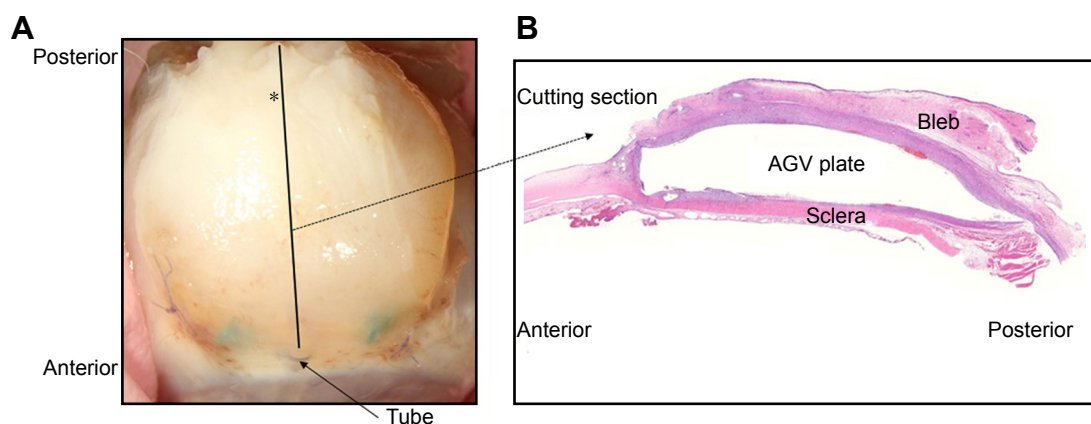 A
Posterior
*
Anterior
Tube
B
Cutting section
Bleb
AGV plate
Sclera
Anterior
Posterior